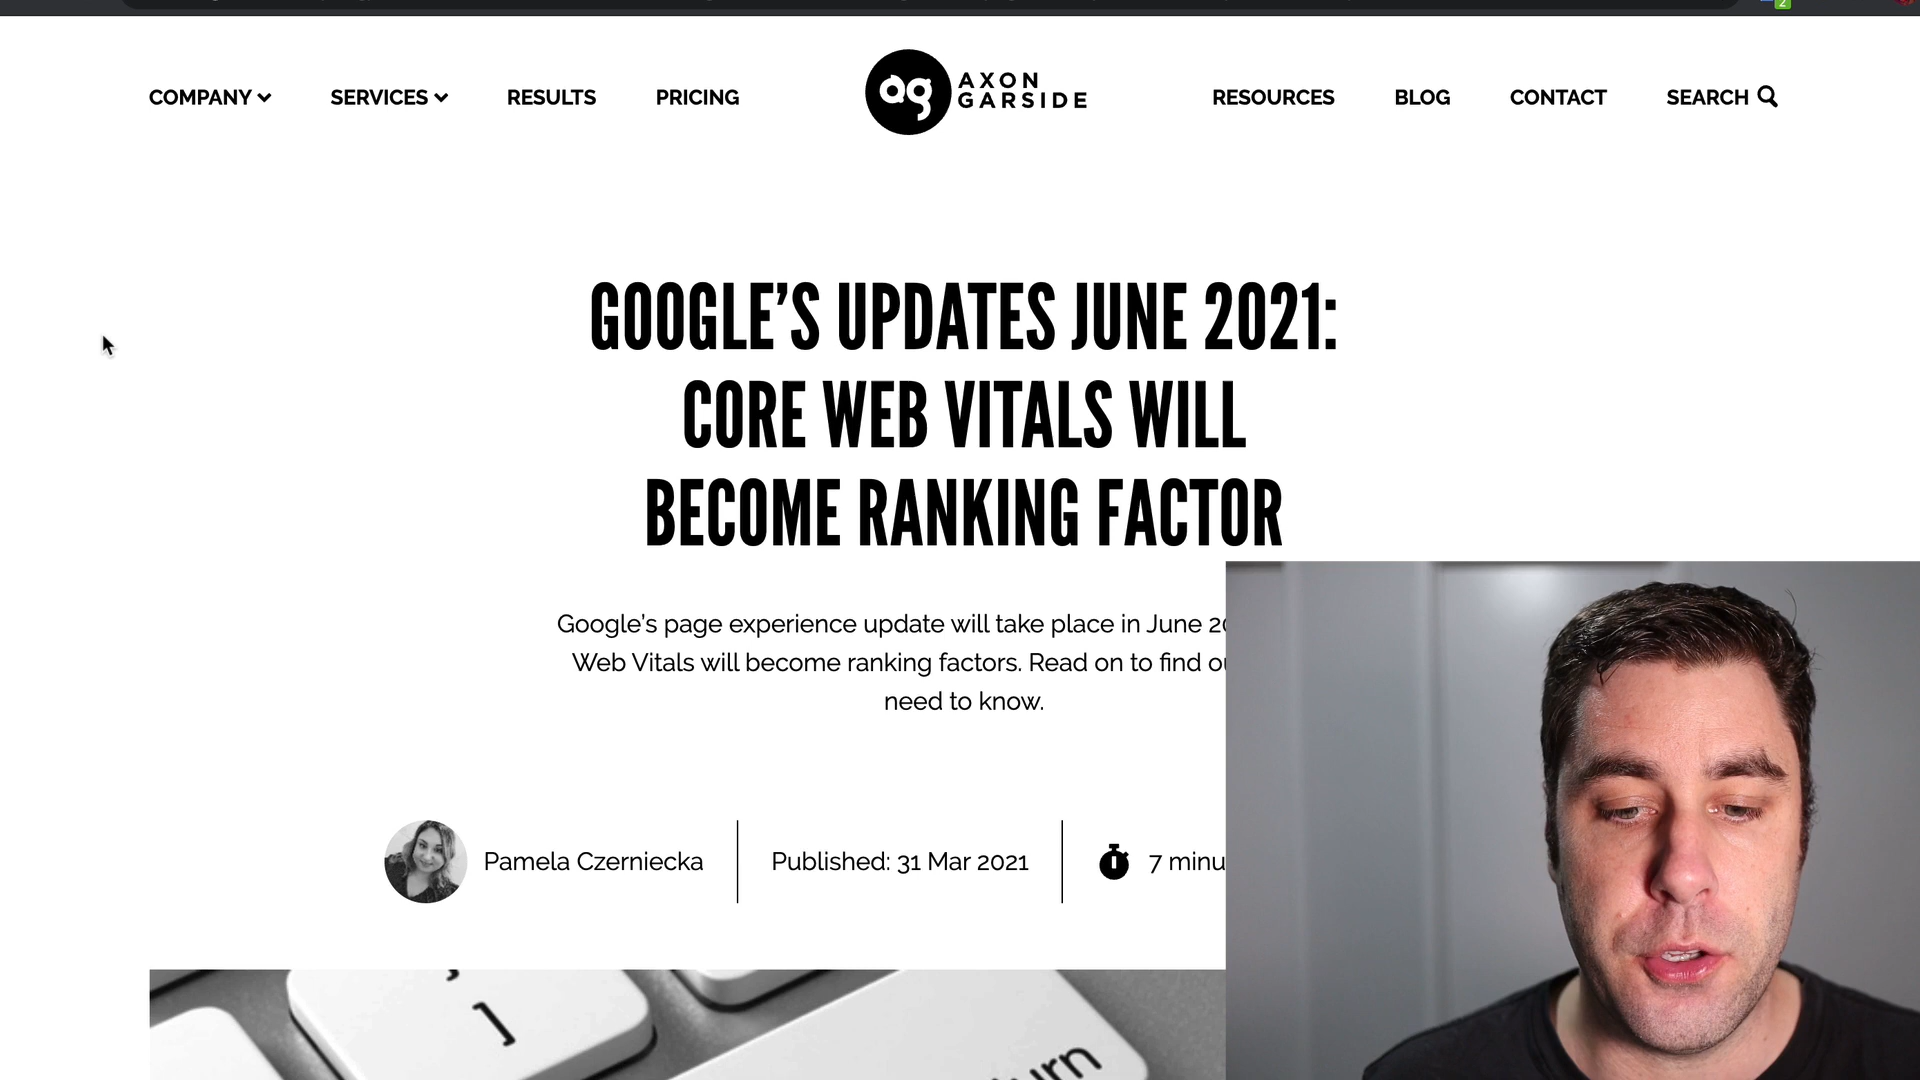 2
COMPANY SERVICES RESULTS PRICING
ag AXON
GARSIDE
RESOURCES BLOG CONTACT SEARCH
GOOGLE’S UPDATES JUNE 2021:
CORE WEB VITALS WILL
BECOME RANKING FACTOR
Google’s page experience update will take place in June
Web Vitals will become ranking factors. Read on to find
need to know.
Pamela Czerniecka Published: 31 Mar 2021 7
]